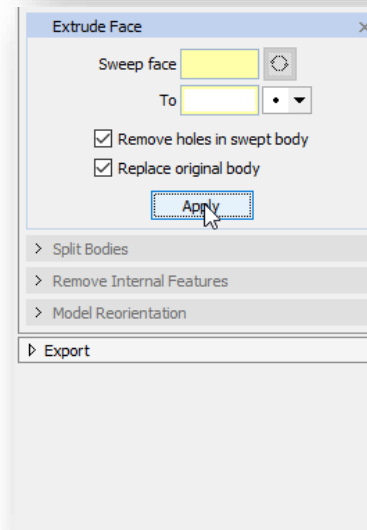 Extrude Face
Sweep face
To
Remove holes in swept body
Replace original body
Apply
Split Bodies
Remove Internal Features
Model Reorientation
Export